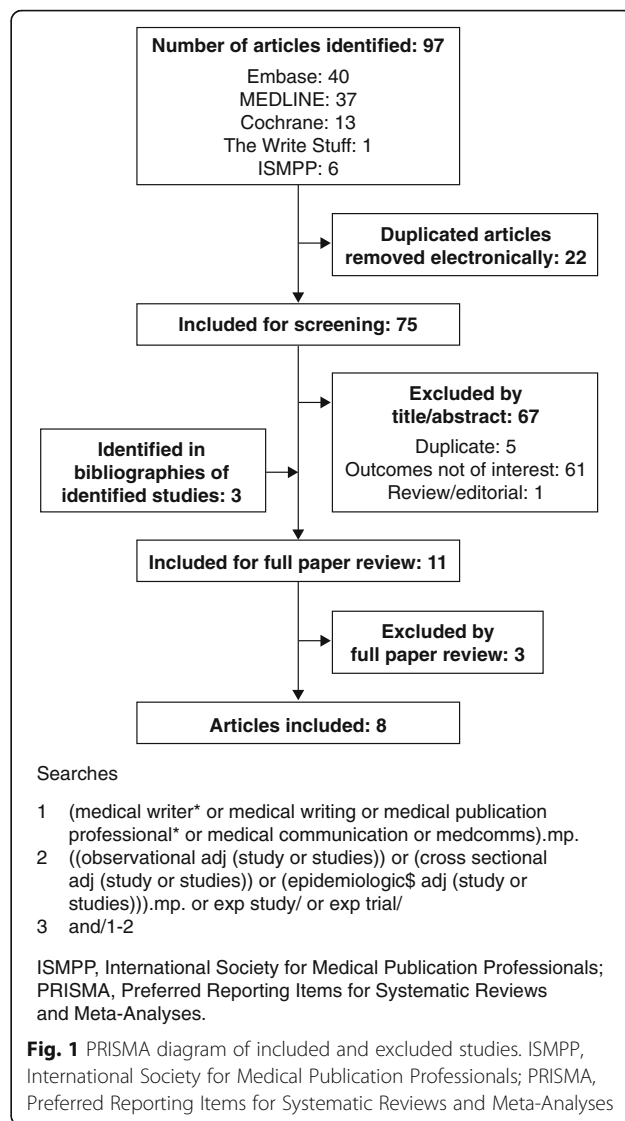 Number of articles identified: 97
Embase: 40
MEDLINE: 37
Cochrane: 13
The Write Stuff: 1
ISMPP: 6
Duplicated articles
removed electronically: 22
Included for screening: 75
Excluded by
title/abstract: 67
Duplicate: 5
Outcomes not of interest: 61
Review/editorial: 1
Identified in
bibliographies of
identified studies: 3
Included for full paper review: 11
Excluded by
full paper review: 3
Articles included: 8
Searches
1 (medical writer* or medical writing or medical publication
professional* or medical communication or medcomms).mp.
2 ((observational adj (study or studies)) or (cross sectional
adj (study or studies)) or (epidemiologic$ adj (study or
studies))).mp. or exp study/ or exp trial/
3 and/1-2
ISMPP, International Society for Medical Publication Professionals;
PRISMA, Preferred Reporting Items for Systematic Reviews
and Meta-Analyses.
Fig. 1 PRISMA diagram of included and excluded studies. ISMPP,
International Society for Medical Publication Professionals; PRISMA,
Preferred Reporting Items for Systematic Reviews and Meta-Analyses